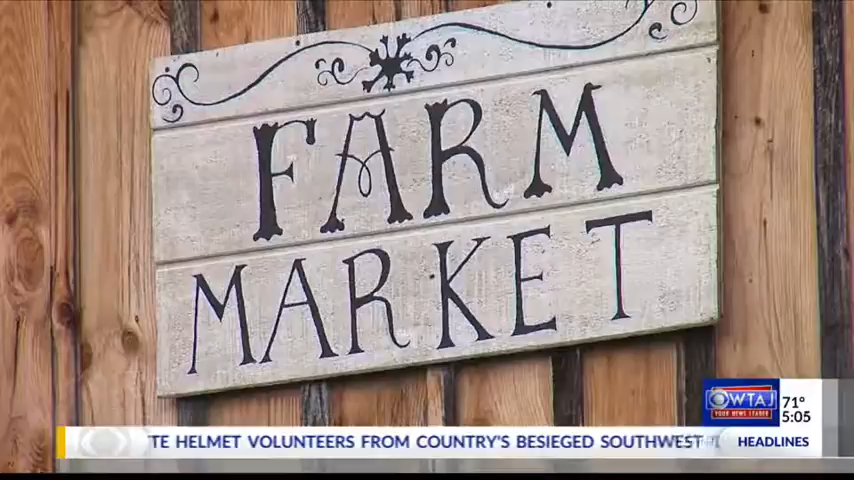 FARM
MARKET
WTAJ
YOUR NEWS LEADER
71°
5:05
TE HELMET VOLUNTEERS FROM COUNTRY'S BESIEGED SOUTHWEST
HEADLINES